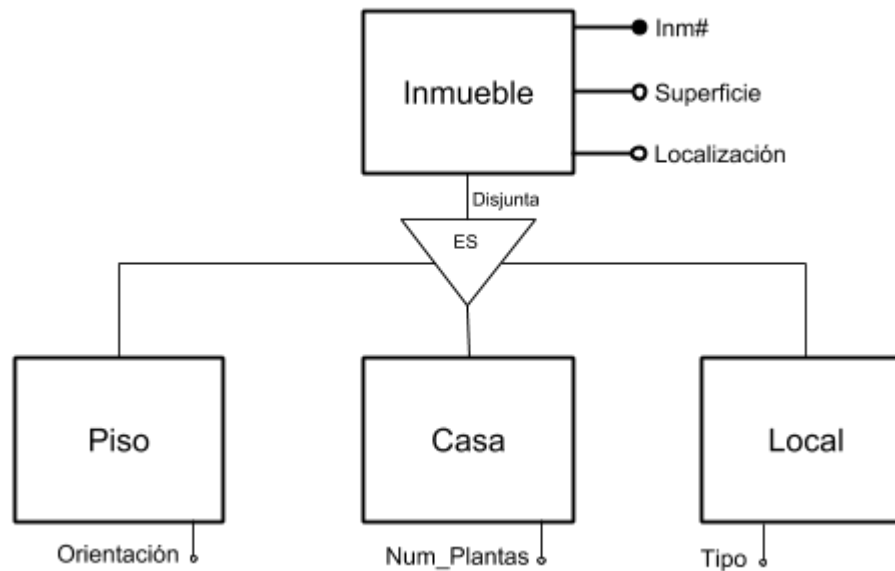 Inmueble
Inm#
Superficie
Localización
Disjunta
ES
Piso
Casa
Local
Orientación
Num_Plantas
Tipo